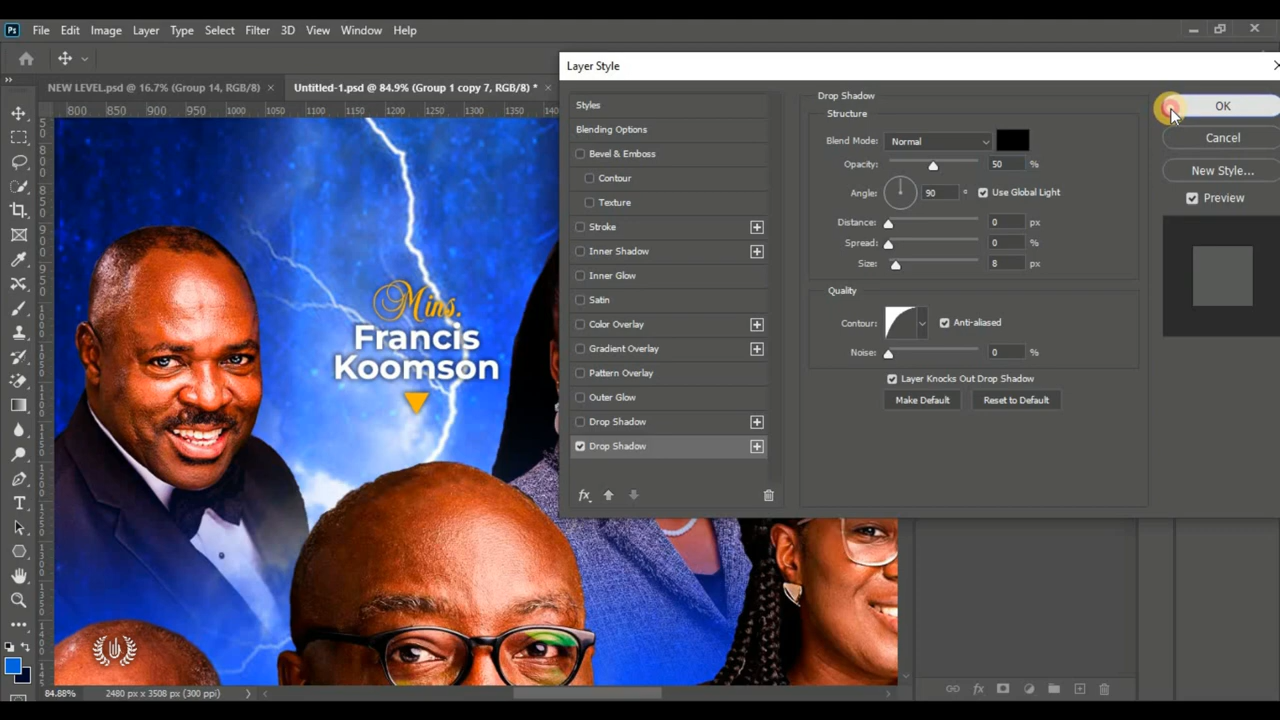 Ps File Edit Image Layer Type Select Filter 3D View Window Help
NEW LEVEL.psd @ 16.7% (Group 14, RGB/8) ×
Untitled-1.psd @ 84.9% (Group 1 copy 7, RGB/8) * ×
800 850 900 950 1000 1050 1100 1150 1200 1250 1300 1350 140
Mins.
Francis
Koomson
84.88% 2480 px x 3508 px (300 ppi)
Layer Style
Styles
Blending Options
Bevel & Emboss
Contour
Texture
Stroke
Inner Shadow
Inner Glow
Satin
Color Overlay
Gradient Overlay
Pattern Overlay
Outer Glow
Drop Shadow
Drop Shadow
fx
Drop Shadow
Structure
Blend Mode: Normal
Opacity: 50 %
Angle: 90 ° Use Global Light
Distance: 0 px
Spread: 0 %
Size: 8 px
Quality
Contour: Anti-aliased
Noise: 0 %
Layer Knocks Out Drop Shadow
Make Default Reset to Default
OK
Cancel
New Style...
Preview
fx